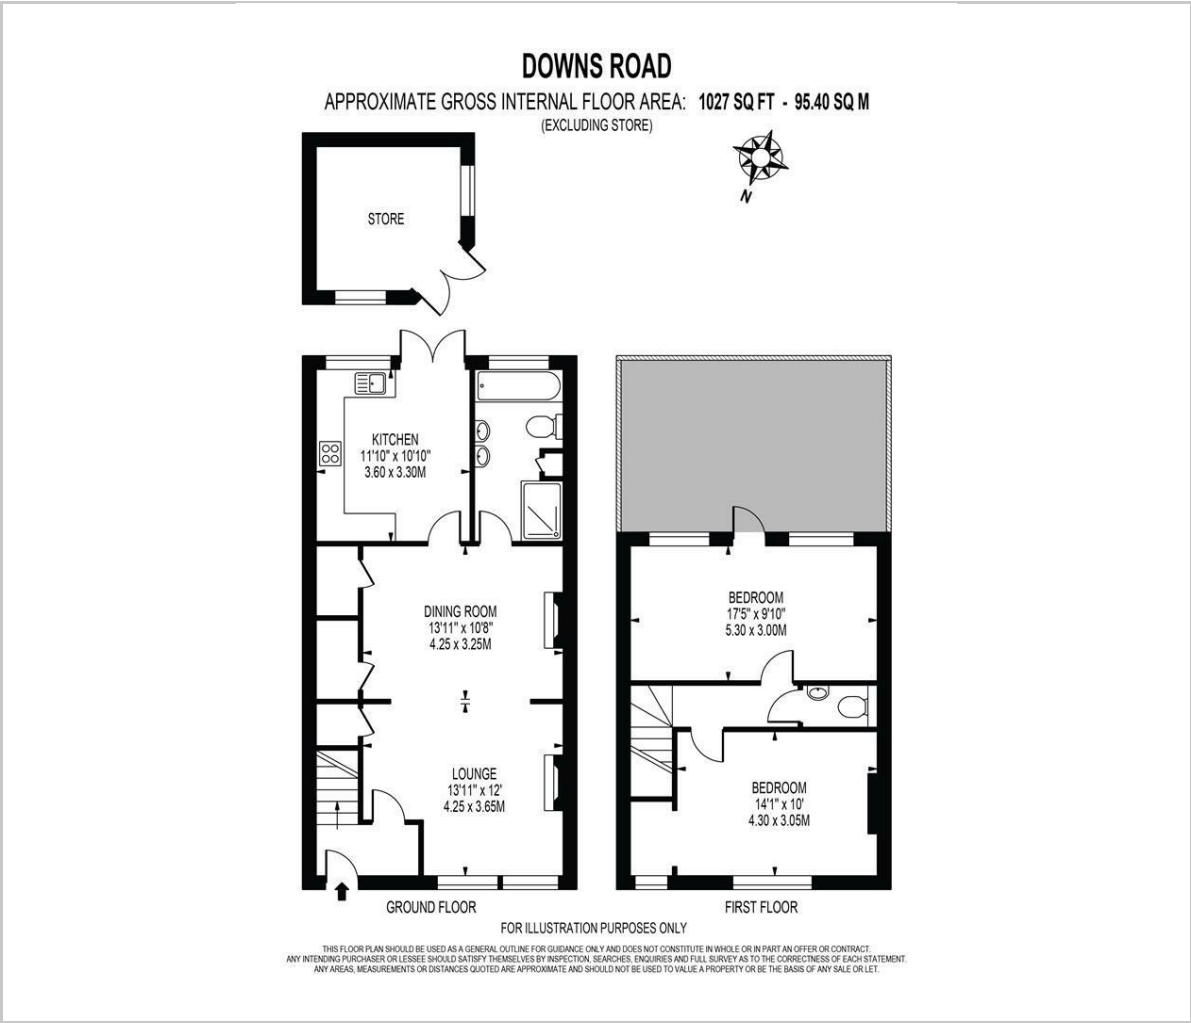 DOWNS ROAD
APPROXIMATE GROSS INTERNAL FLOOR AREA: 1027 SQ FT - 95.40 SQ M
(EXCLUDING STORE)
N
STORE
KITCHEN
11'10" x 10'10"
3.60 x 3.30M
DINING ROOM
13'11" x 10'8"
4.25 x 3.25M
LOUNGE
13'11" x 12'
4.25 x 3.65M
GROUND FLOOR
BEDROOM
17'5" x 9'10"
5.30 x 3.00M
BEDROOM
14'1" x 10'
4.30 x 3.05M
FIRST FLOOR
FOR ILLUSTRATION PURPOSES ONLY
THIS FLOOR PLAN SHOULD BE USED AS A GENERAL OUTLINE FOR GUIDANCE ONLY AND DOES NOT CONSTITUTE IN WHOLE OR IN PART AN OFFER OR CONTRACT.
ANY INTENDING PURCHASER OR LESSEE SHOULD SATISFY THEMSELVES BY INSPECTION, SEARCHES, ENQUIRIES AND FULL SURVEY AS TO THE CORRECTNESS OF EACH STATEMENT.
ANY AREAS, MEASUREMENTS OR DISTANCES QUOTED ARE APPROXIMATE AND SHOULD NOT BE USED TO VALUE A PROPERTY OR BE THE BASIS OF ANY SALE OR LET.